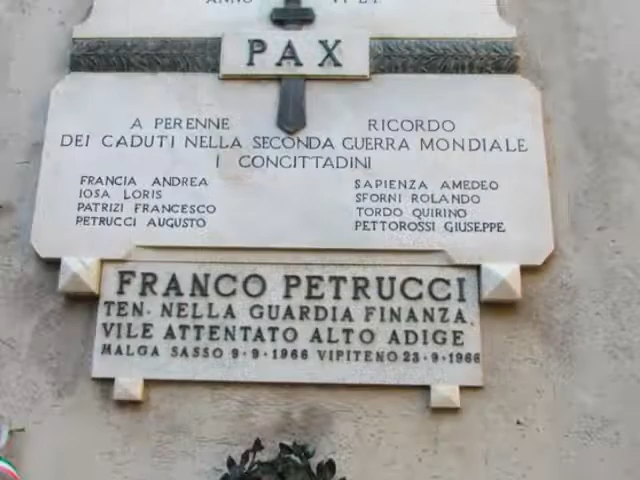 ANNO VI E.F.
PAX
A PERENNE RICORDO
DEI CADUTI NELLA SECONDA GUERRA MONDIALE
I CONCITTADINI
FRANCIA ANDREA
IOSA LORIS
PATRIZI FRANCESCO
PETRUCCI AUGUSTO
SAPIENZA AMEDEO
SFORNI ROLANDO
TORDO QUIRINO
PETTOROSSI GIUSEPPE
FRANCO PETRUCCI
TEN. NELLA GUARDIA FINANZA.
VILE ATTENTATO ALTO ADIGE
MALGA SASSO 9·9·1966 VIPITENO 23·9·1966